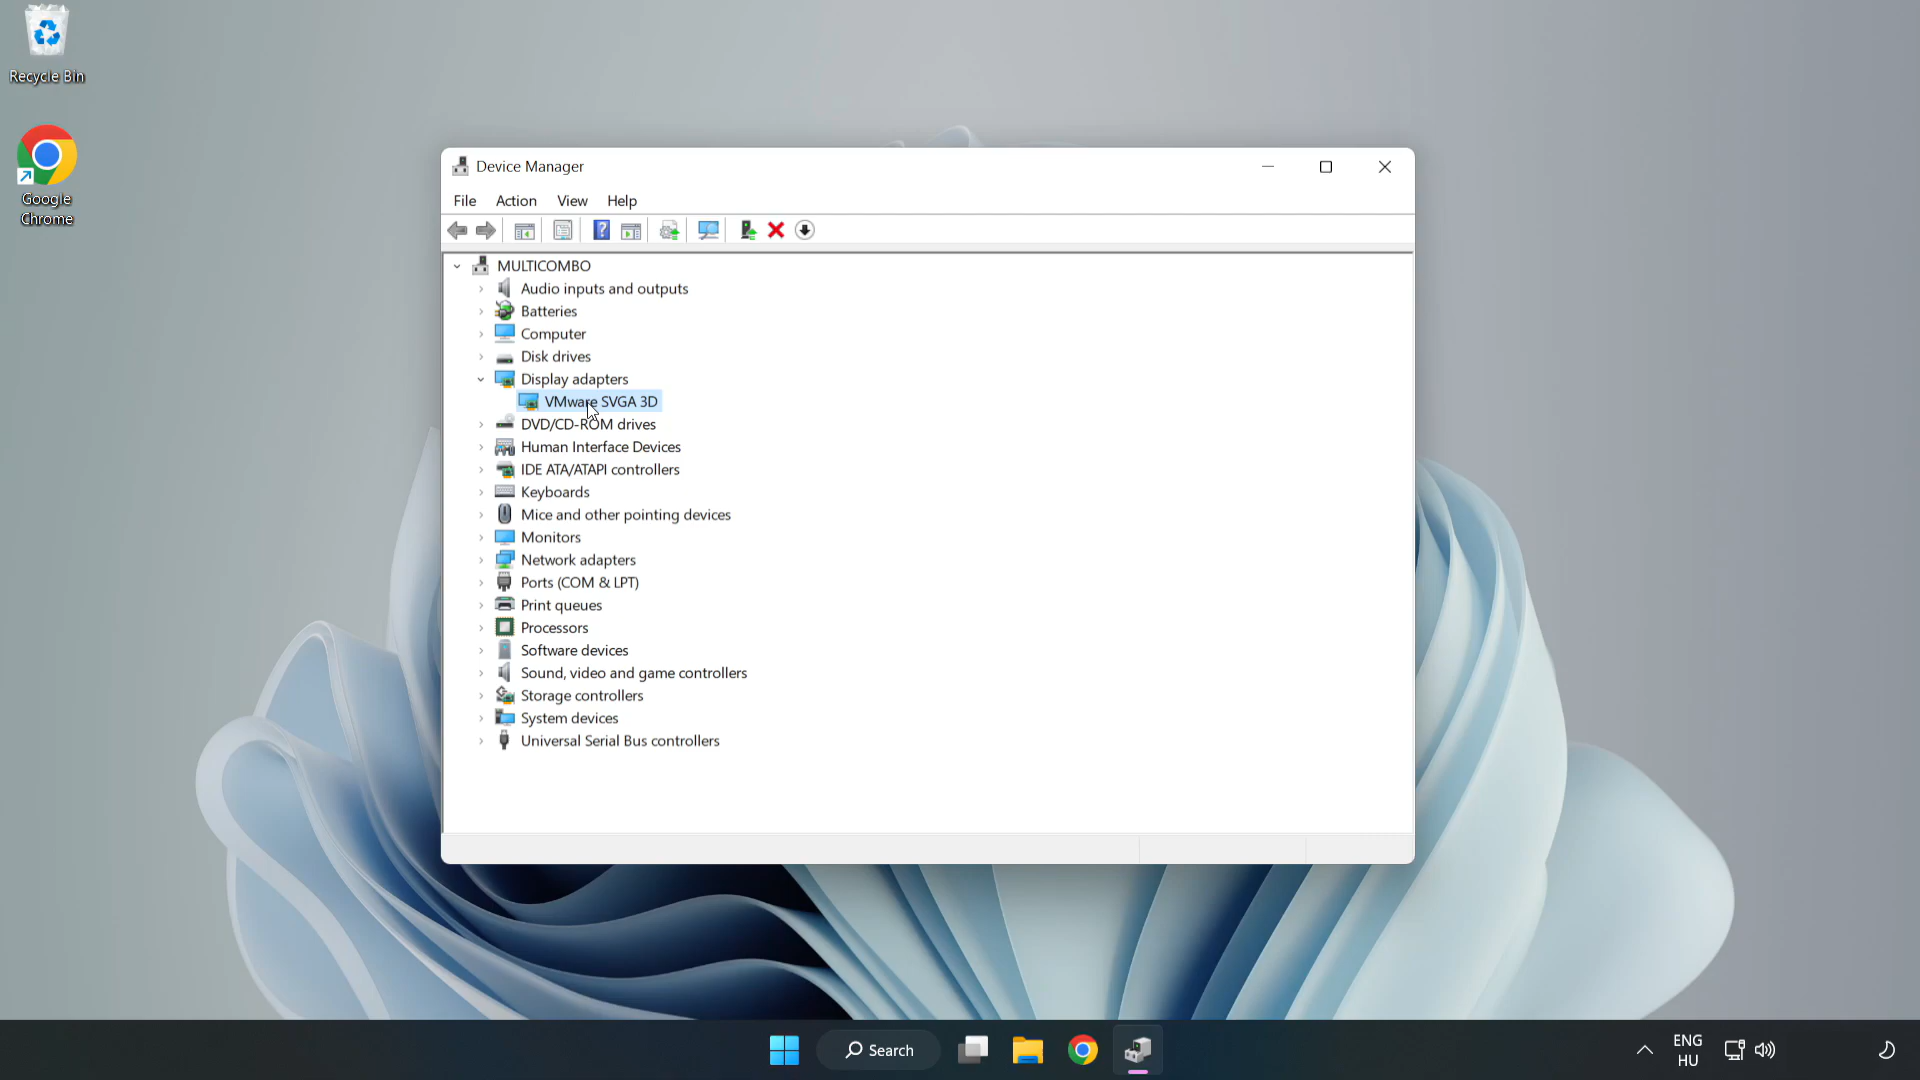 Recycle Bin
Google
Chrome
Device Manager
File Action View Help
MULTICOMBO
Audio inputs and outputs
Batteries
Computer
Disk drives
Display adapters
VMware SVGA 3D
DVD/CD-ROM drives
Human Interface Devices
IDE ATA/ATAPI controllers
Keyboards
Mice and other pointing devices
Monitors
Network adapters
Ports (COM & LPT)
Print queues
Processors
Software devices
Sound, video and game controllers
Storage controllers
System devices
Universal Serial Bus controllers
Search
ENG
HU